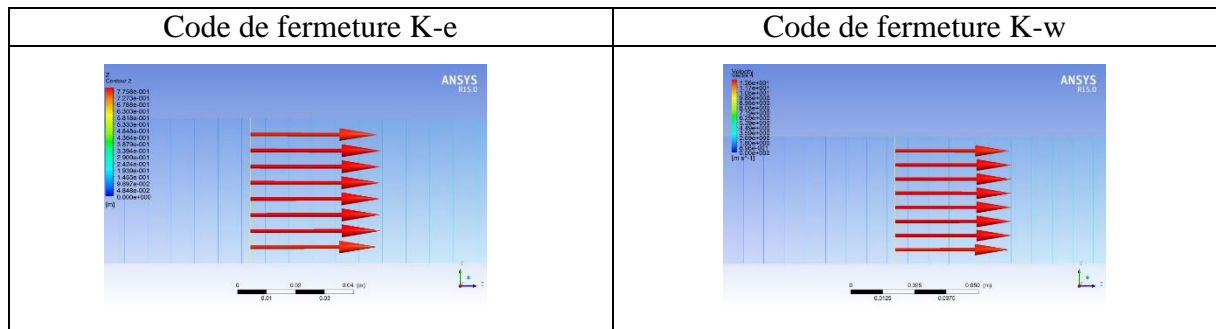 Code de fermeture K-e
Code de fermeture K-w
Z
Contour 2
7.758e-001
7.273e-001
6.788e-001
6.303e-001
5.818e-001
5.333e-001
4.848e-001
4.364e-001
3.879e-001
3.394e-001
2.909e-001
2.424e-001
1.939e-001
1.455e-001
9.697e-002
4.848e-002
0.000e+000
[m]
ANSYS
R15.0
0 0.02 0.04 (m)
0.01 0.03
Velocity
[m s^-1]
ANSYS
R15.0
0 0.025 0.050 (m)
0.0125 0.0375